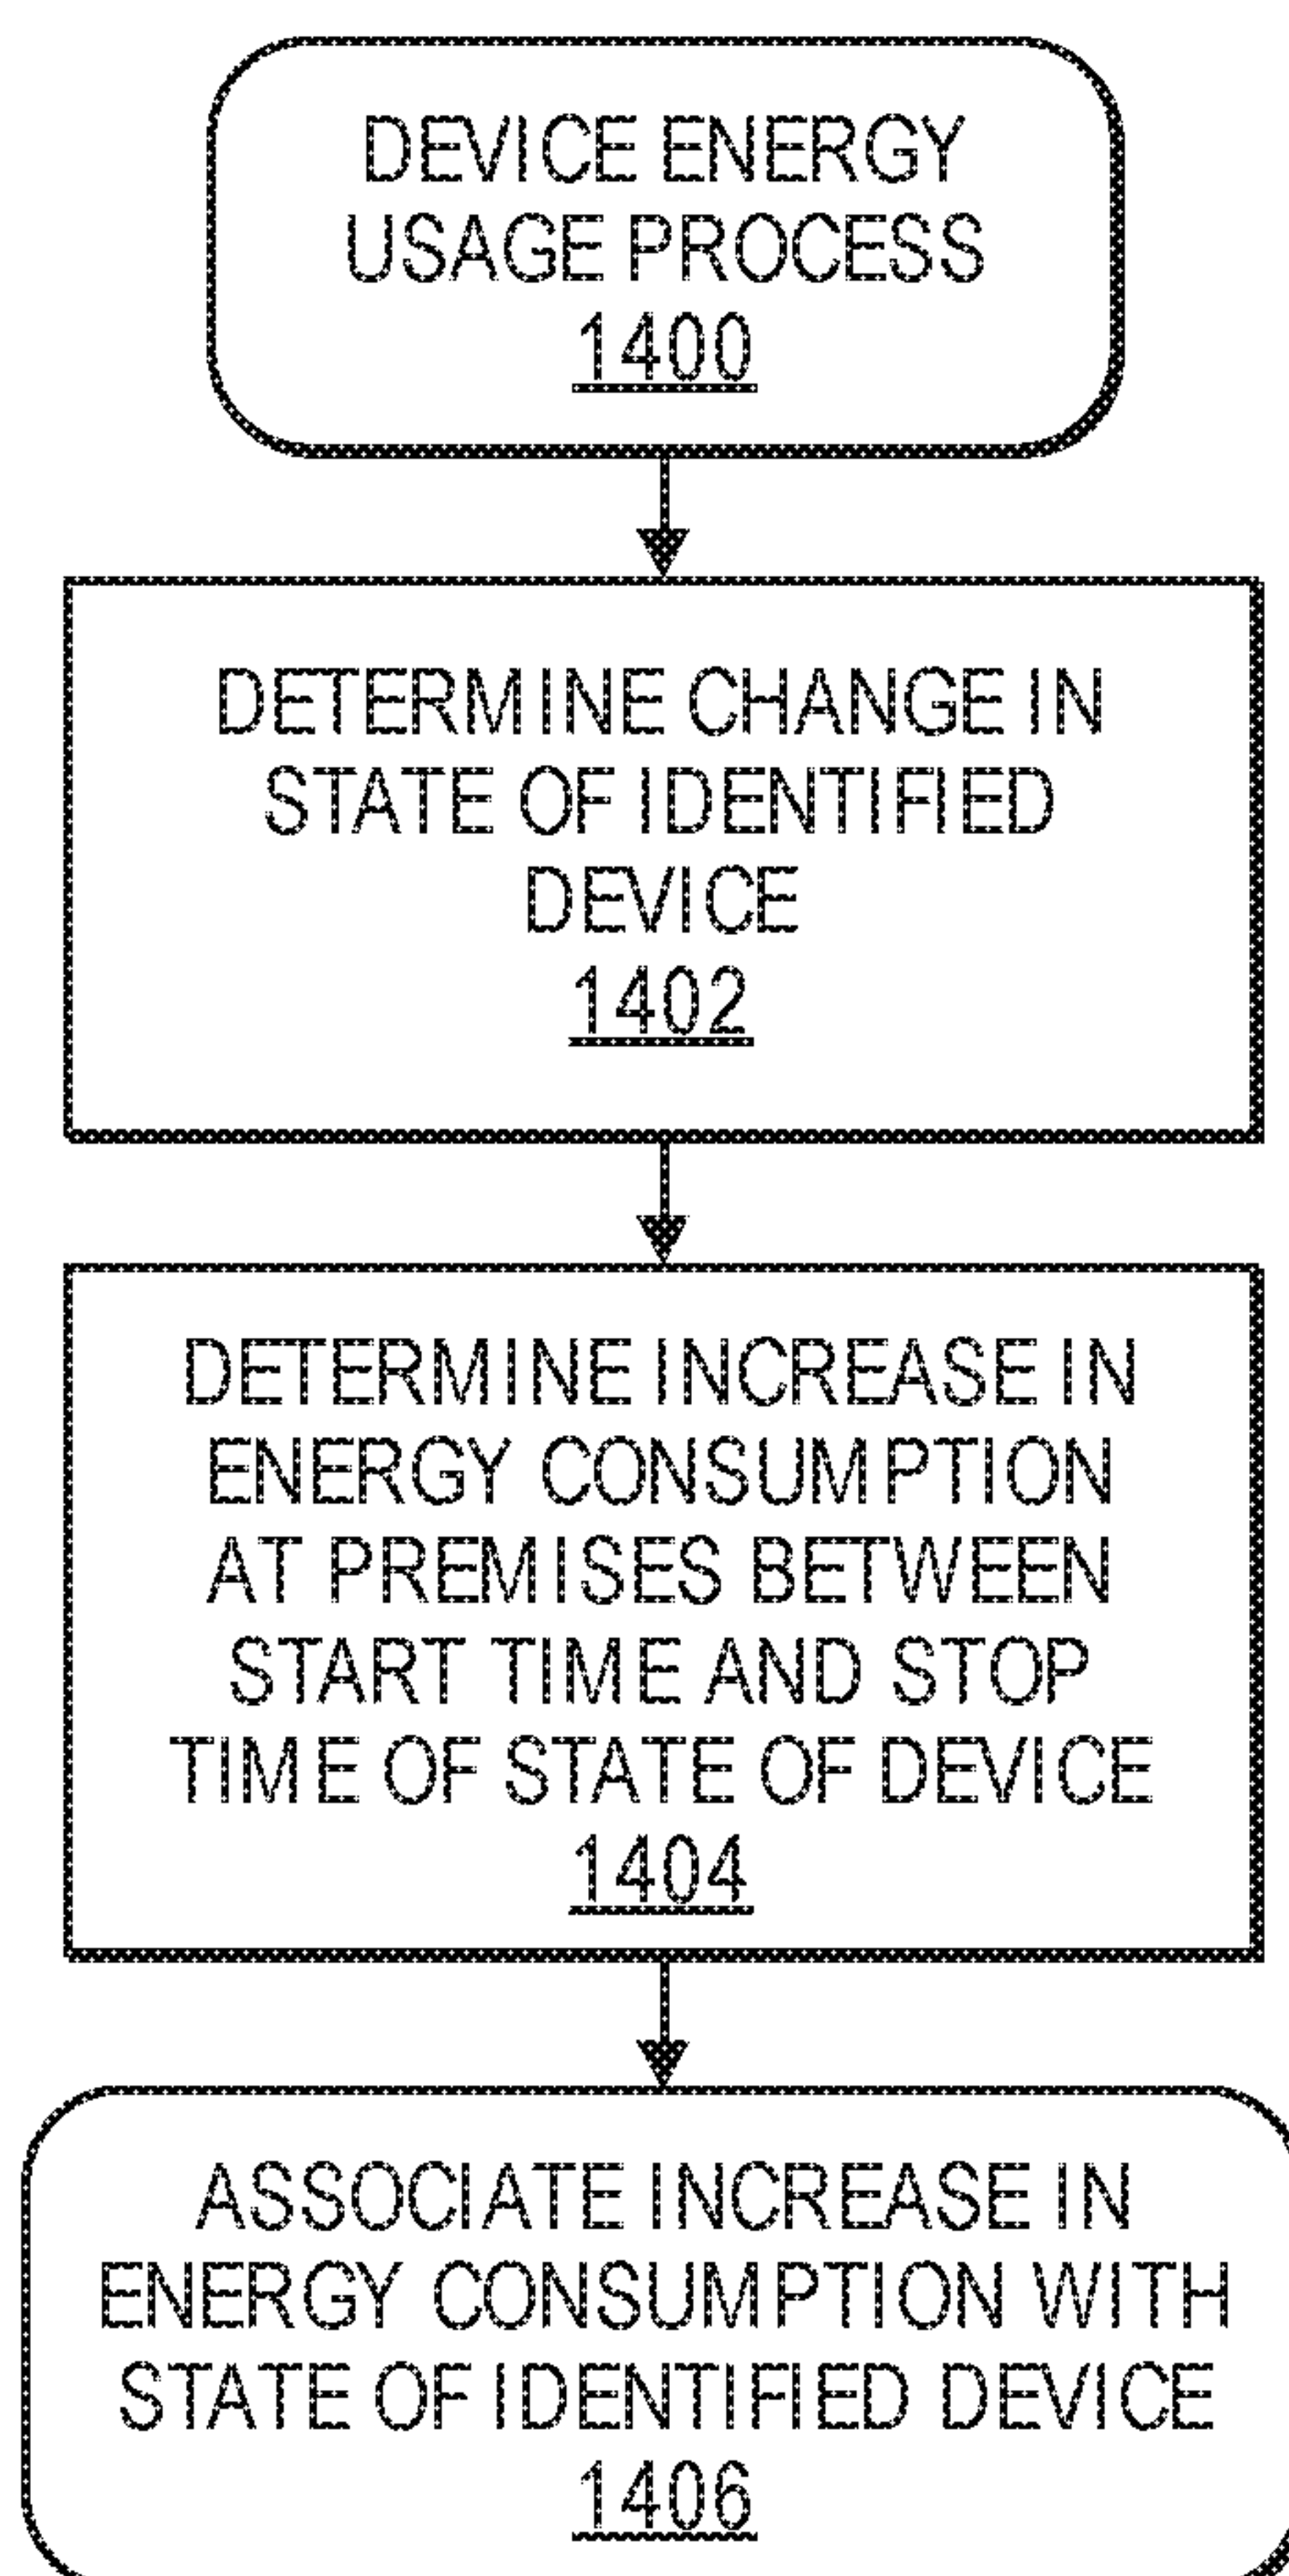 DEVICE ENERGY
USAGE PROCESS
1400
DETERMINE CHANGE IN
STATE OF IDENTIFIED
DEVICE
1402
DETERMINE INCREASE IN
ENERGY CONSUMPTION
AT PREMISES BETWEEN
START TIME AND STOP
TIME OF STATE OF DEVICE
1404
ASSOCIATE INCREASE IN
ENERGY CONSUMPTION WITH
STATE OF IDENTIFIED DEVICE
1406